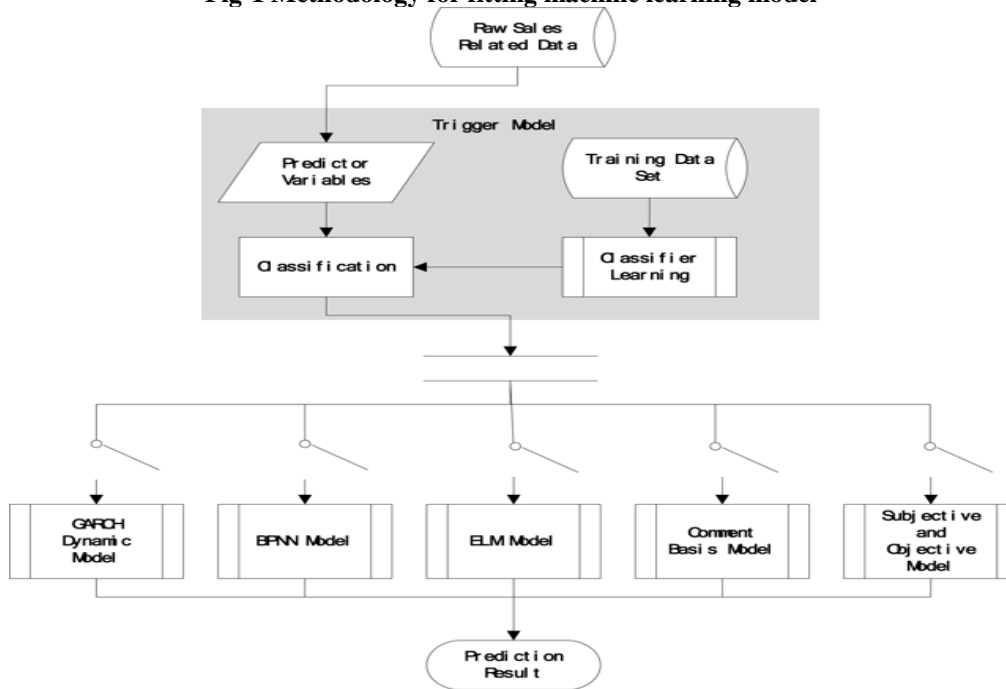 Fig 1 Methodology for fitting machine learning model
Raw Sales
Related Data
Trigger Model
Predictor
Variables
Training Data
Set
Classification
Classifier
Learning
GARCH
Dynamic
Model
BPNN Model
ELM Model
Comment
Basis Model
Subjective
and
Objective
Model
Prediction
Result